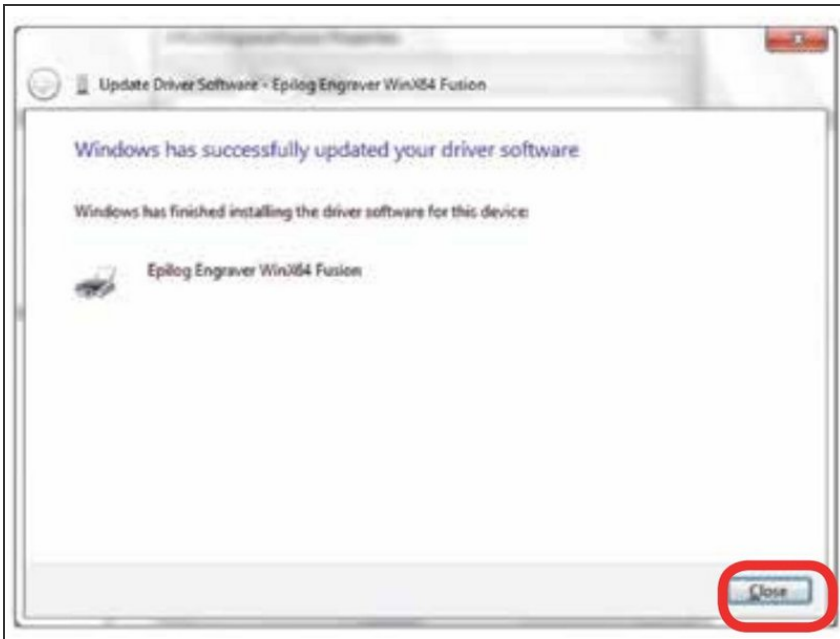 Update Driver Software - Epilog Engraver WinX64 Fusion
Windows has successfully updated your driver software
Windows has finished installing the driver software for this device:
Epilog Engraver WinX64 Fusion
Close